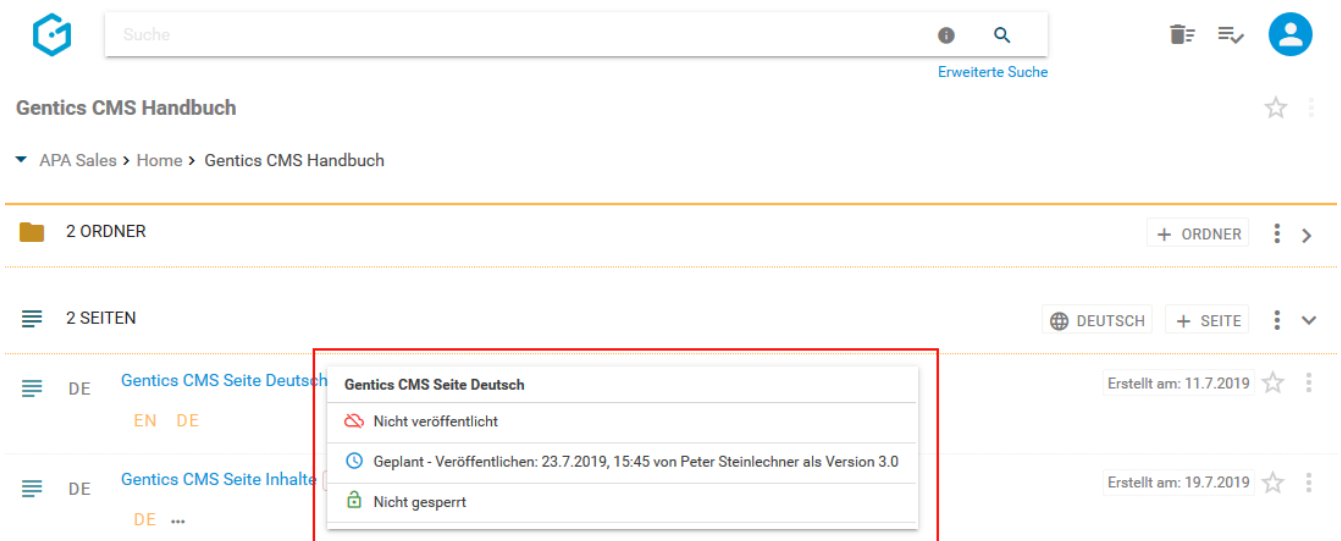 Suche
Erweiterte Suche
Gentics CMS Handbuch
APA Sales > Home > Gentics CMS Handbuch
2 ORDNER
+ ORDNER
2 SEITEN
DEUTSCH
+ SEITE
DE
Gentics CMS Seite Deutsch
Erstellt am: 11.7.2019
EN DE
Gentics CMS Seite Deutsch
Nicht veröffentlicht
Geplant - Veröffentlichen: 23.7.2019, 15:45 von Peter Steinlechner als Version 3.0
Nicht gesperrt
DE
Gentics CMS Seite Inhalte
Erstellt am: 19.7.2019
DE •••